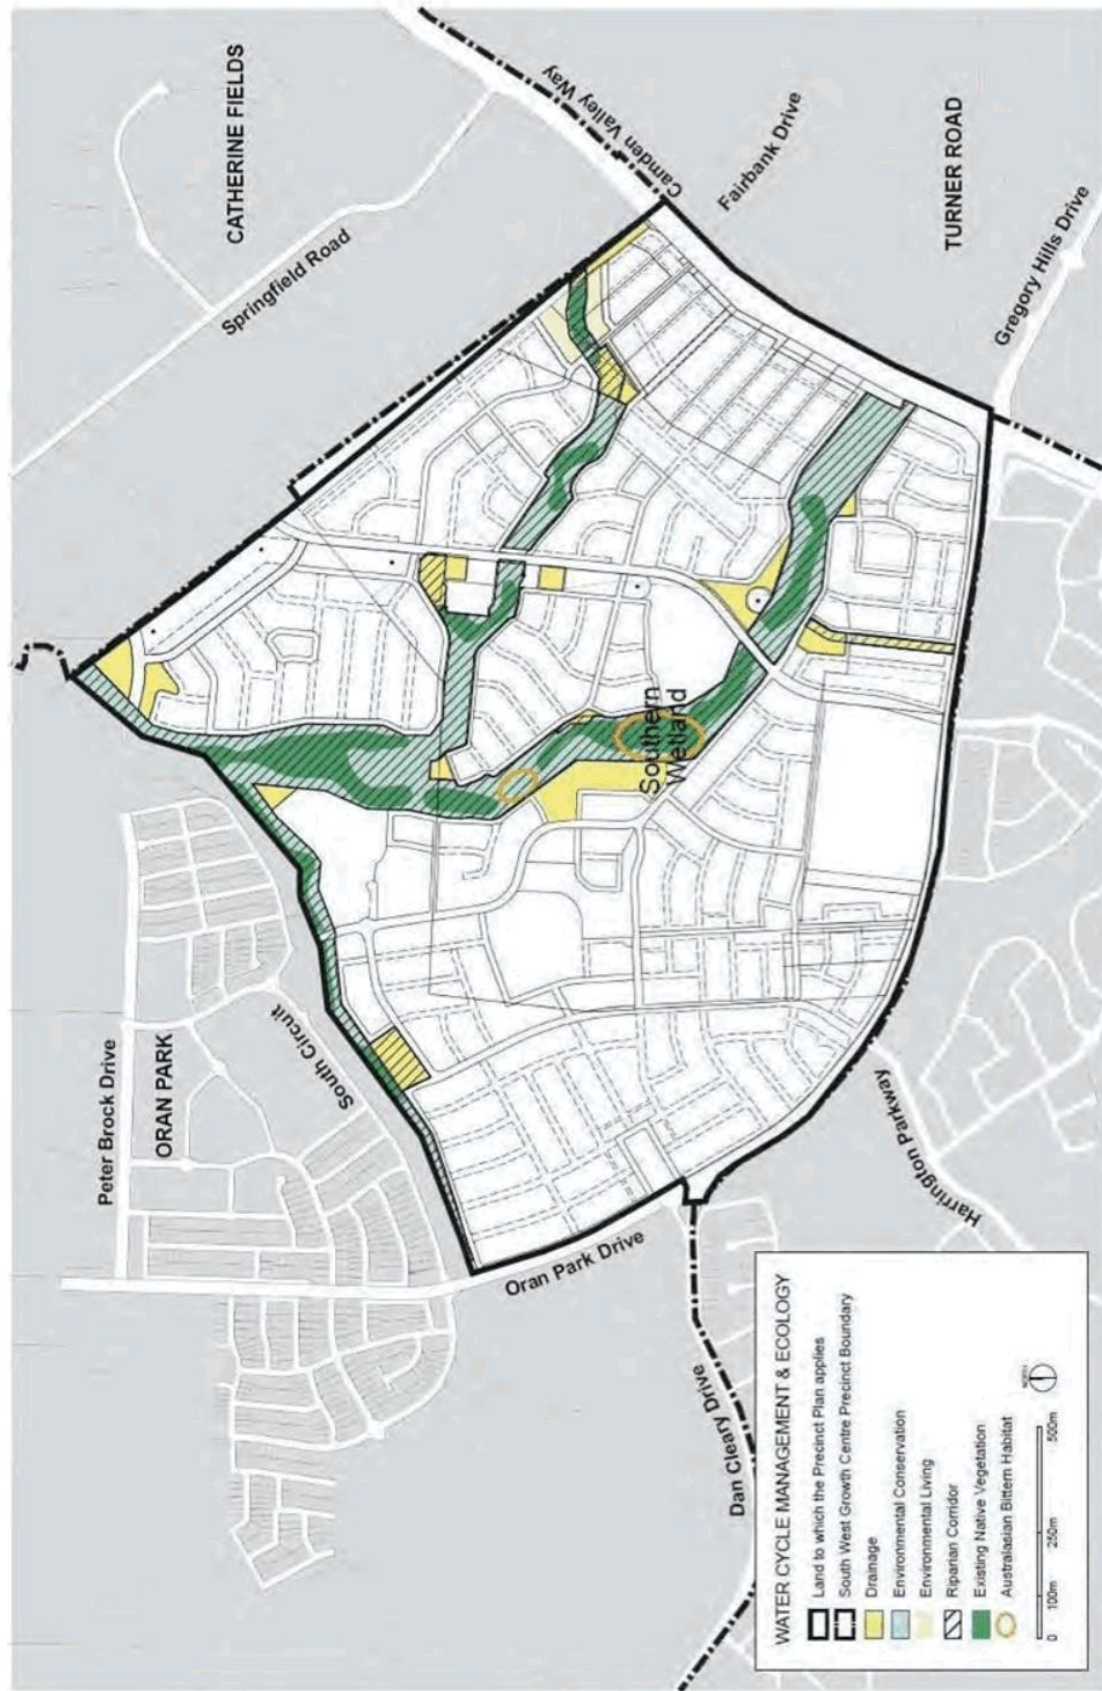 CATHERINE FIELDS
Springfield Road
Camden Valley Way
Fairbank Drive
TURNER ROAD
Gregory Hills Drive
Southern
Wetland
Peter Brock Drive
ORAN PARK
South Circuit
Oran Park Drive
Harrington Parkway
Dan Cleary Drive
WATER CYCLE MANAGEMENT & ECOLOGY
Land to which the Precinct Plan applies
South West Growth Centre Precinct Boundary
Drainage
Environmental Conservation
Environmental Living
Riparian Corridor
Existing Native Vegetation
Australasian Bittern Habitat
0 100m 250m 500m
NORTH